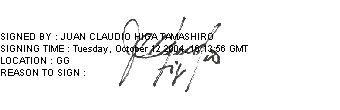 SIGNED BY : JUAN CLAUDIO HIGA TAMASHIRO
SIGNING TIME : Tuesday, October 12 2004, 16:13:56 GMT
LOCATION : GG
REASON TO SIGN :